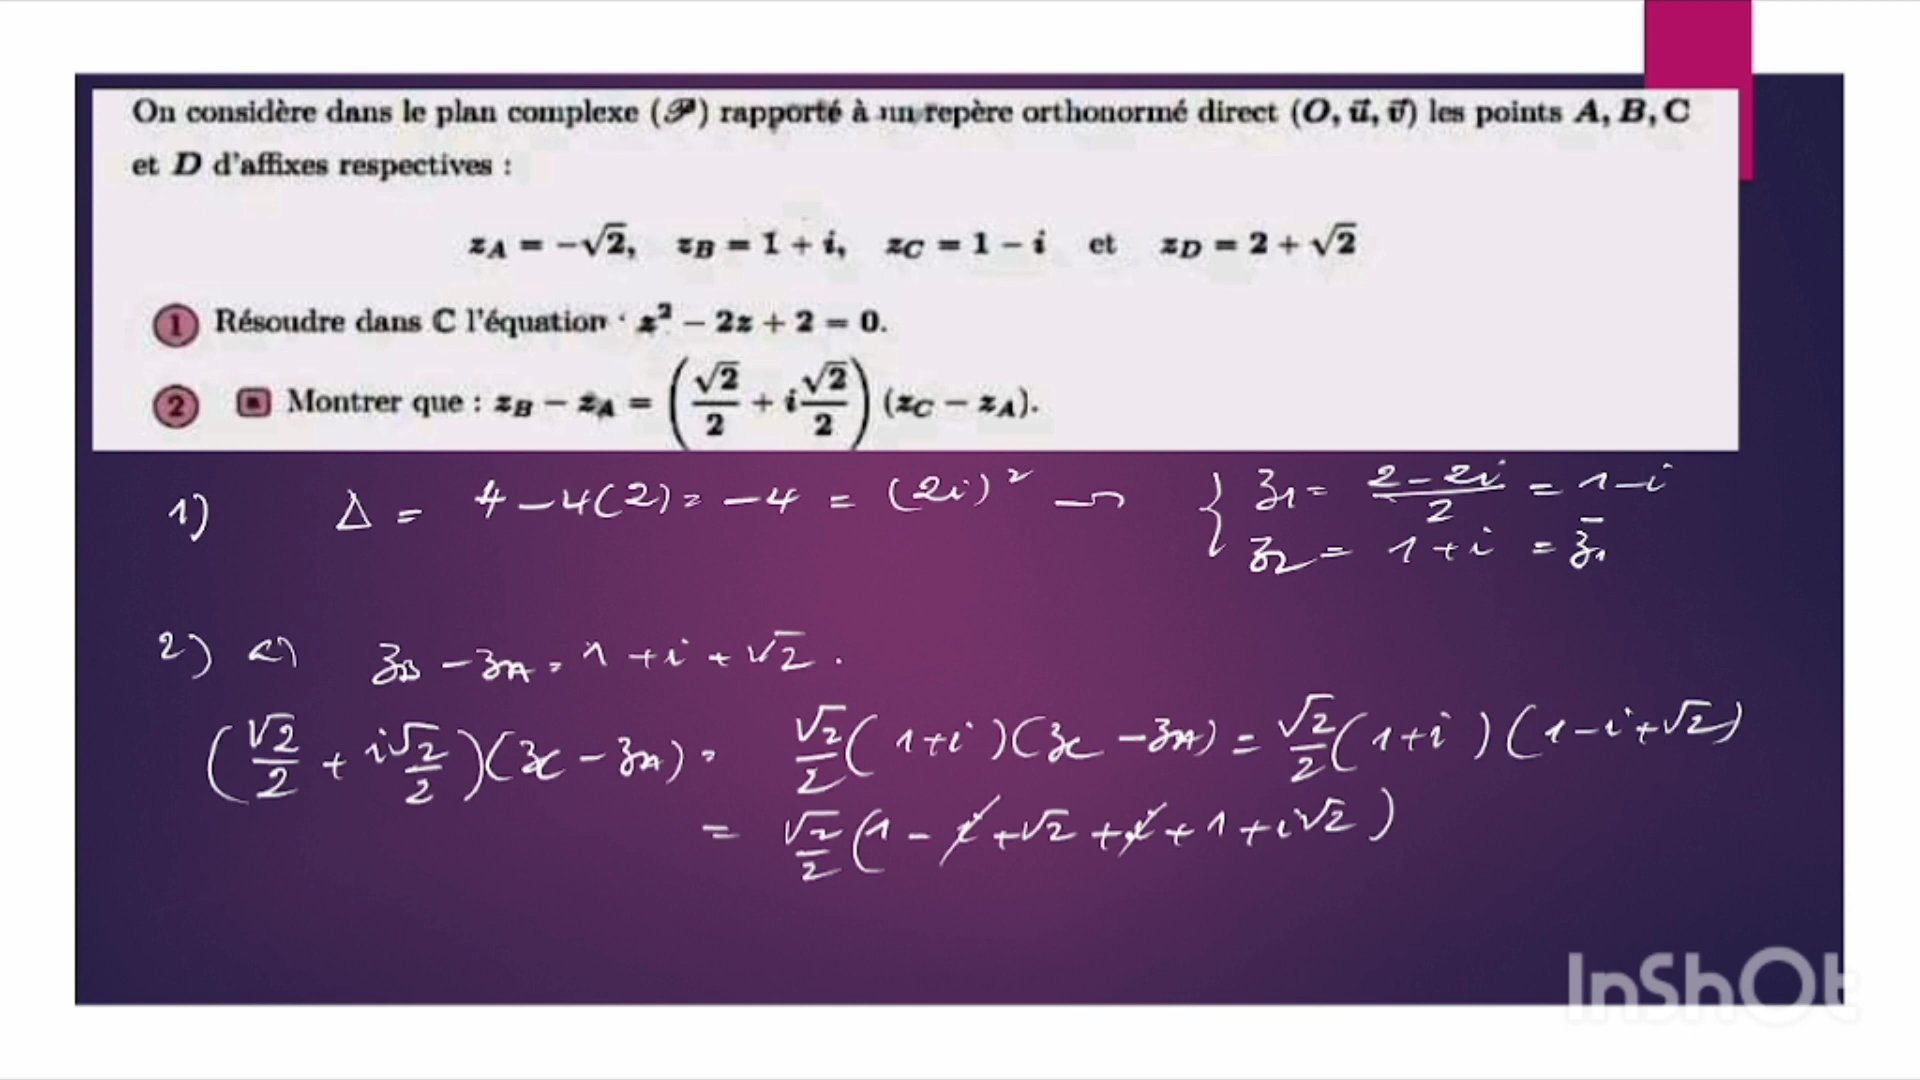 On considère dans le plan complexe (𝒫) rapporté à un repère orthonormé direct (O, u⃗, v⃗) les points A, B, C
et D d'affixes respectives :
z_A = −√2, z_B = 1 + i, z_C = 1 − i et z_D = 2 + √2
1 Résoudre dans C l'équation : z² − 2z + 2 = 0.
2 a Montrer que : z_B − z_A = (√2/2 + i√2/2)(z_C − z_A).
1) Δ = 4 − 4(2) = −4 = (2i)² → { z₁ = (2 − 2i)/2 = 1 − i
z₂ = 1 + i = z̄₁
2) a) z_B − z_A = 1 + i + √2.
(√2/2 + i√2/2)(z_C − z_A) = √2/2 (1+i)(z_C − z_A) = √2/2 (1+i)(1−i+√2)
= √2/2 (1 − i + √2 + i + 1 + i√2)
InShOt